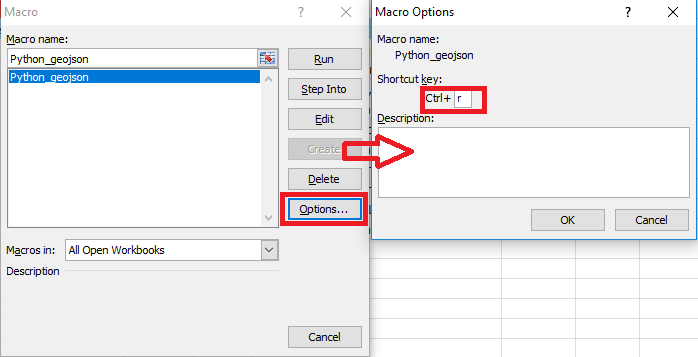 Macro
?
Macro name:
Python_geojson
Run
Python_geojson
Step Into
Edit
Create
Delete
Options...
Macros in:
All Open Workbooks
Description
Cancel
Macro Options
?
Macro name:
Python_geojson
Shortcut key:
Ctrl+ r
Description:
OK
Cancel